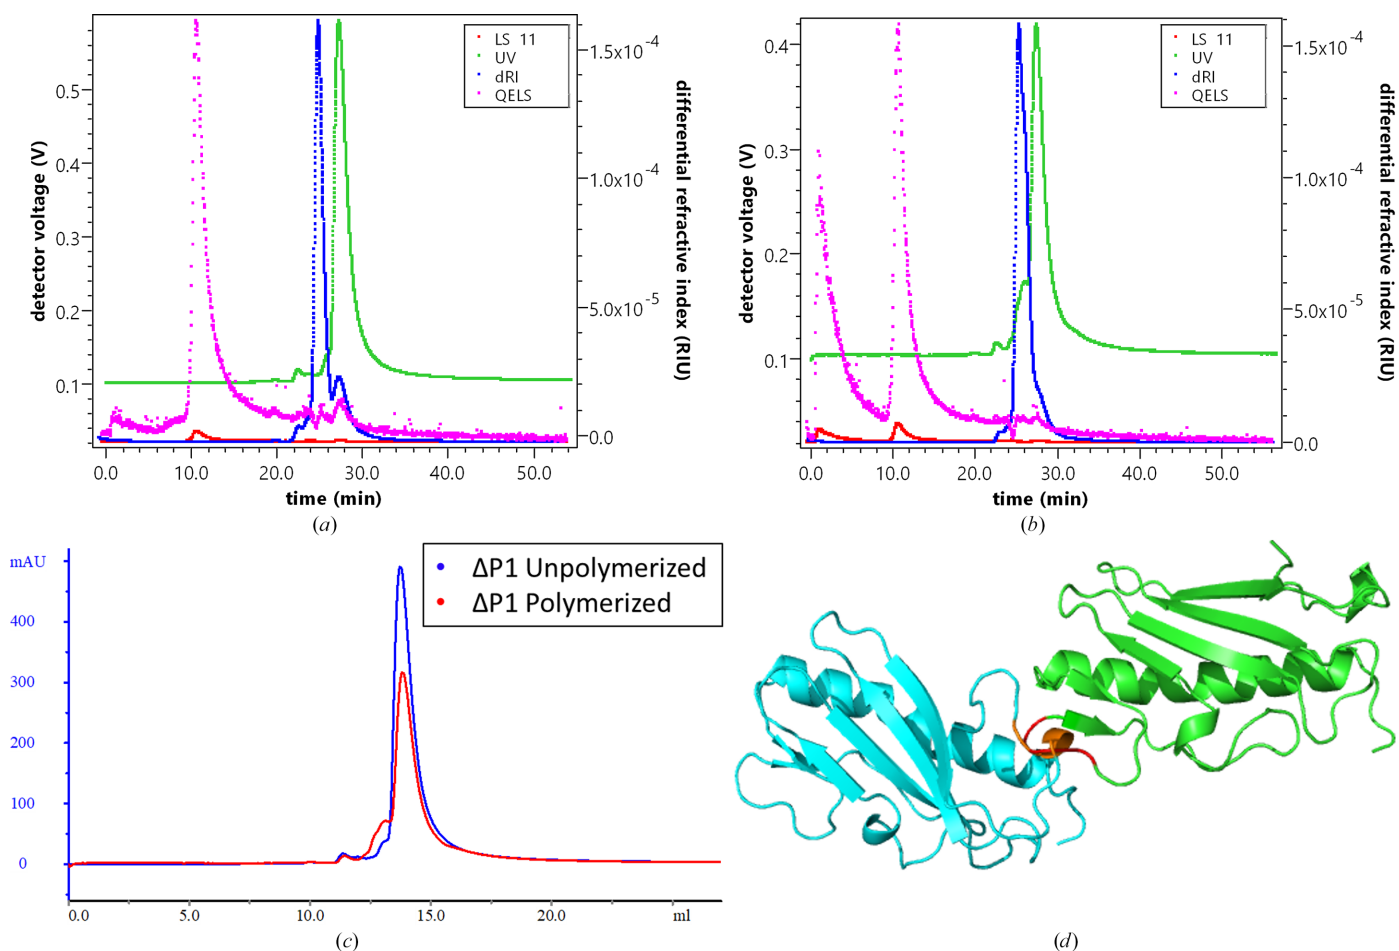 LS 11
UV
dRI
QELS
0.5
0.4
0.3
0.2
0.1
detector voltage (V)
1.5x10-4
1.0x10-4
5.0x10-5
0.0
differential refractive index (RIU)
0.0 10.0 20.0 30.0 40.0 50.0
time (min)
(a)
LS 11
UV
dRI
QELS
0.4
0.3
0.2
0.1
detector voltage (V)
1.5x10-4
1.0x10-4
5.0x10-5
0.0
differential refractive index (RIU)
0.0 10.0 20.0 30.0 40.0 50.0
time (min)
(b)
mAU
400
300
200
100
0
ΔP1 Unpolymerized
ΔP1 Polymerized
0.0 5.0 10.0 15.0 20.0 ml
(c)
(d)